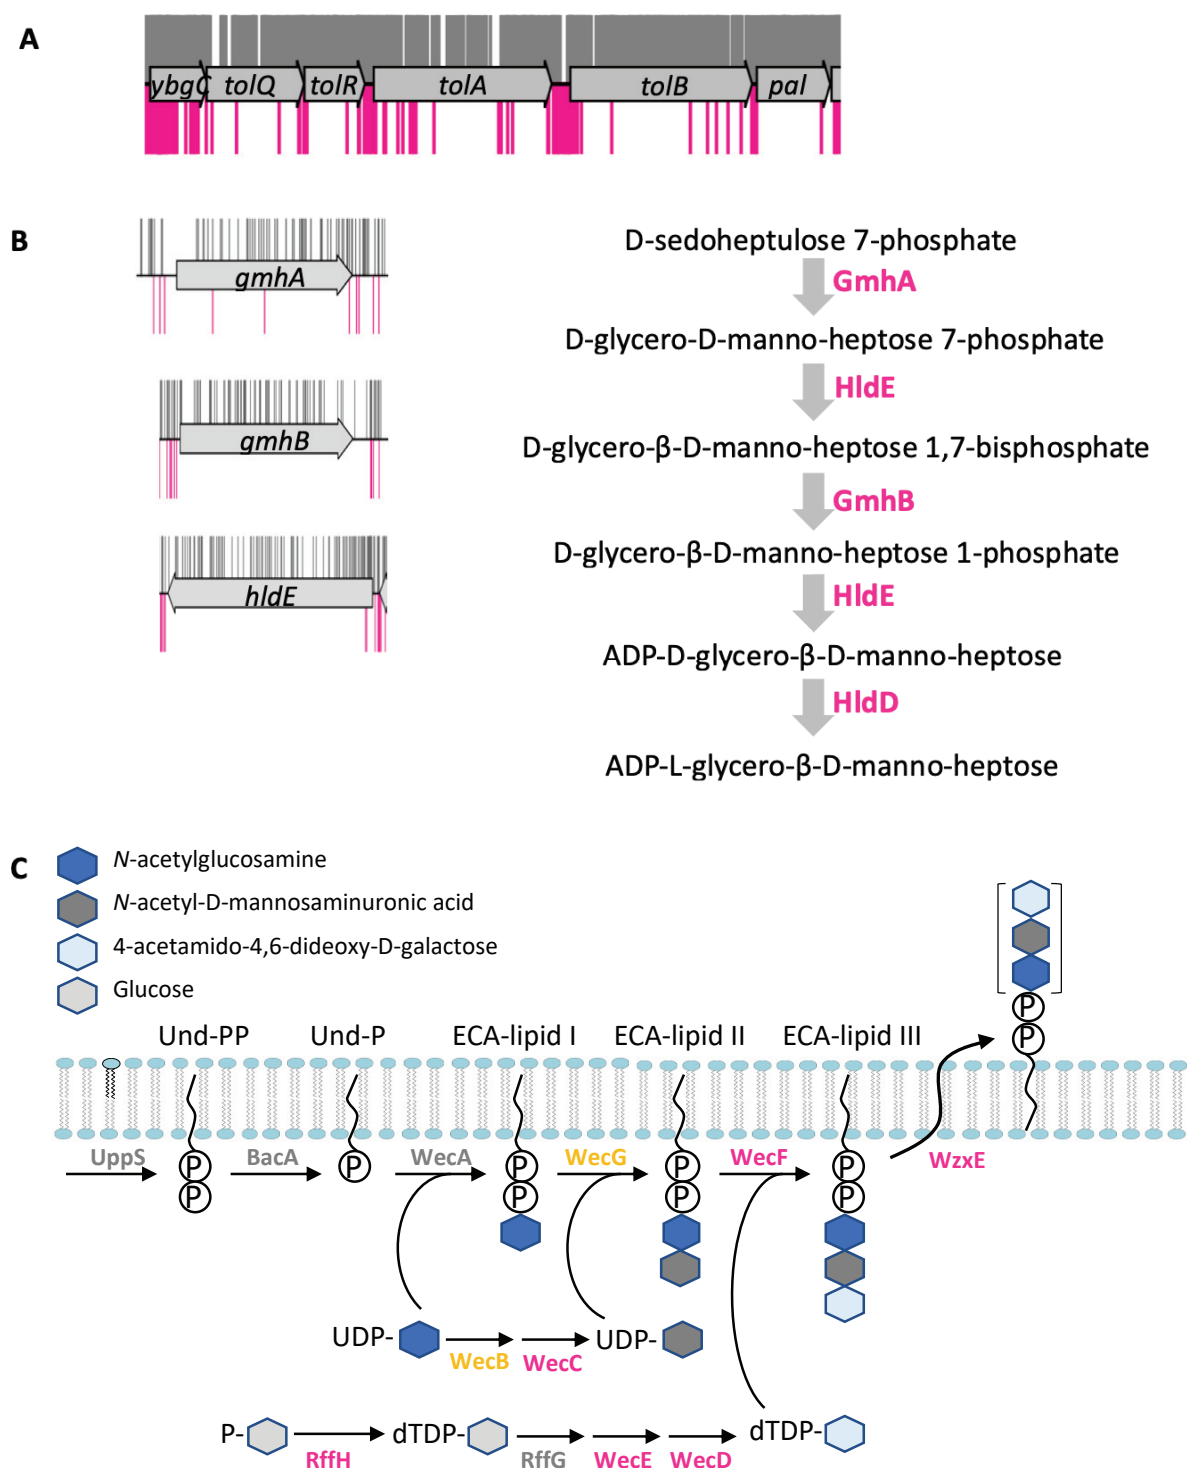 A
ybgC tolQ tolR tolA tolB pal
B
gmhA
gmhB
hldE
D-sedoheptulose 7-phosphate
GmhA
D-glycero-D-manno-heptose 7-phosphate
HldE
D-glycero-β-D-manno-heptose 1,7-bisphosphate
GmhB
D-glycero-β-D-manno-heptose 1-phosphate
HldE
ADP-D-glycero-β-D-manno-heptose
HldD
ADP-L-glycero-β-D-manno-heptose
C
N-acetylglucosamine
N-acetyl-D-mannosaminuronic acid
4-acetamido-4,6-dideoxy-D-galactose
Glucose
P
P
Und-PP Und-P ECA-lipid I ECA-lipid II ECA-lipid III
UppS BacA WecA WecG WecF WzxE
P P P P P
P P P P
UDP- UDP-
WecB WecC
P- dTDP- dTDP-
RffH RffG WecE WecD